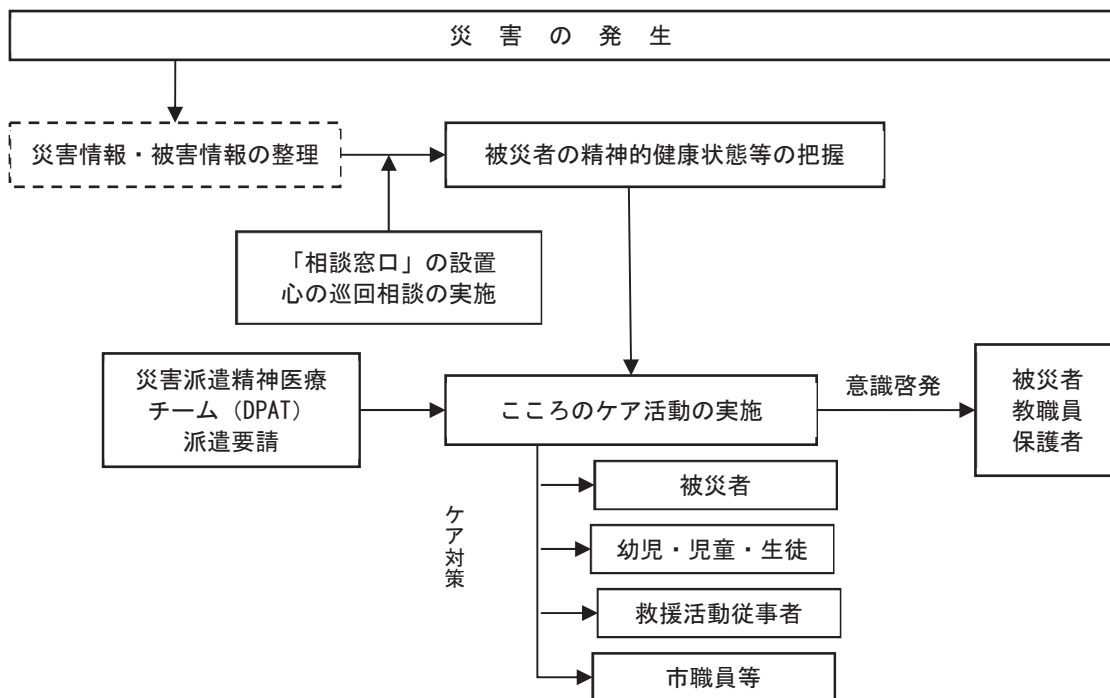 災害の発生
災害情報・被害情報の整理
被災者の精神的健康状態等の把握
「相談窓口」の設置
心の巡回相談の実施
災害派遣精神医療
チーム（DPAT）
派遣要請
こころのケア活動の実施
意識啓発
被災者
教職員
保護者
ケア対策
被災者
幼児・児童・生徒
救援活動従事者
市職員等